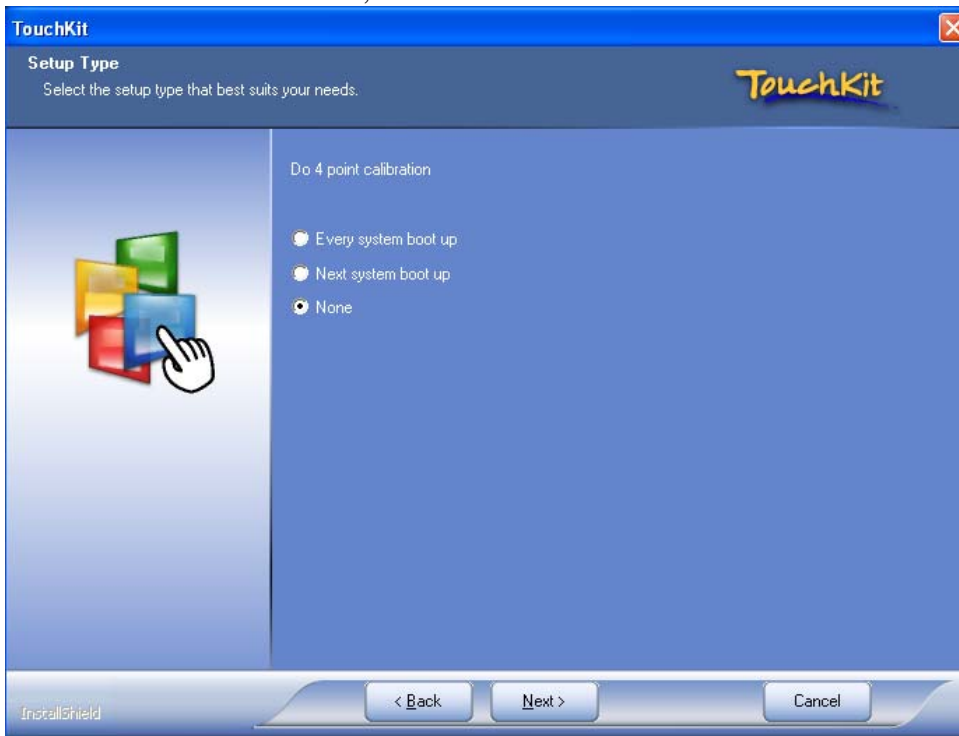 TouchKit
Setup Type
Select the setup type that best suits your needs.
TouchKit
Do 4 point calibration
Every system boot up
Next system boot up
None
InstallShield
< Back
Next >
Cancel